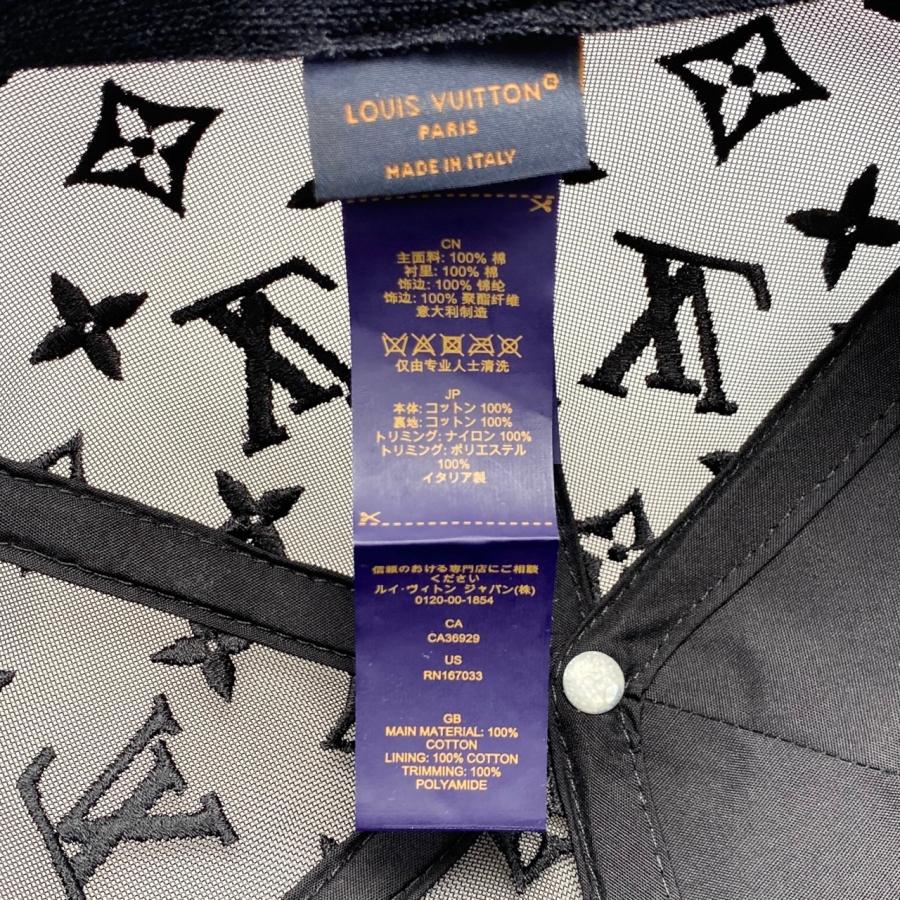 LOUIS VUITTON®
PARIS
MADE IN ITALY
CN
主面料: 100% 棉
衬里: 100% 棉
饰边: 100% 锦纶
饰边: 100% 聚酯纤维
意大利制造
仅由专业人士清洗
JP
本体: コットン 100%
裏地: コットン 100%
トリミング: ナイロン 100%
トリミング: ポリエステル
100%
イタリア製
信頼のおける専門店にご相談
ください
ルイ・ヴィトン ジャパン(株)
0120-00-1854
CA
CA36929
US
RN167033
GB
MAIN MATERIAL: 100%
COTTON
LINING: 100% COTTON
TRIMMING: 100%
POLYAMIDE